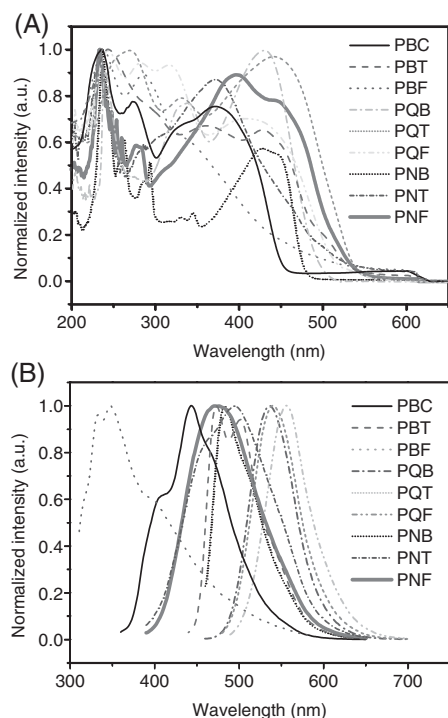 (A)
Normalized intensity (a.u.)
1.0
0.8
0.6
0.4
0.2
0.0
200
300
400
500
600
Wavelength (nm)
PBC
PBT
PBF
PQB
PQT
PQF
PNB
PNT
PNF
(B)
Normalized intensity (a.u.)
1.0
0.8
0.6
0.4
0.2
0.0
300
400
500
600
700
Wavelength (nm)
PBC
PBT
PBF
PQB
PQT
PQF
PNB
PNT
PNF